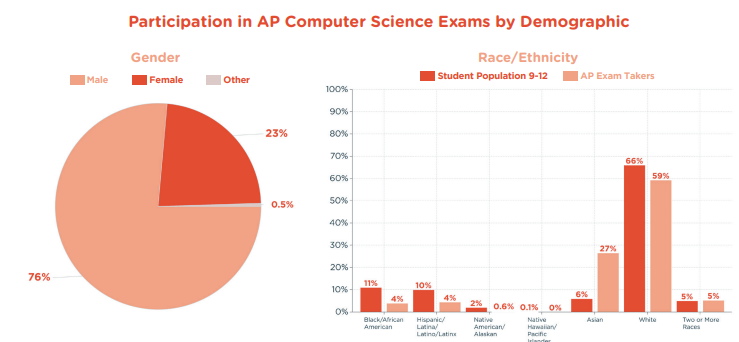 Participation in AP Computer Science Exams by Demographic
Gender
Male Female Other
23%
0.5%
76%
Race/Ethnicity
Student Population 9-12 AP Exam Takers
100%
90%
80%
70%
60%
50%
40%
30%
20%
10%
0%
11% 4% 10% 4% 2% 0.6% 0.1% 0% 6% 27% 66% 59% 5% 5%
Black/African
American
Hispanic/
Latina/
Latino/Latinx
Native
American/
Alaskan
Native
Hawaiian/
Pacific
Islander
Asian
White
Two or More
Races